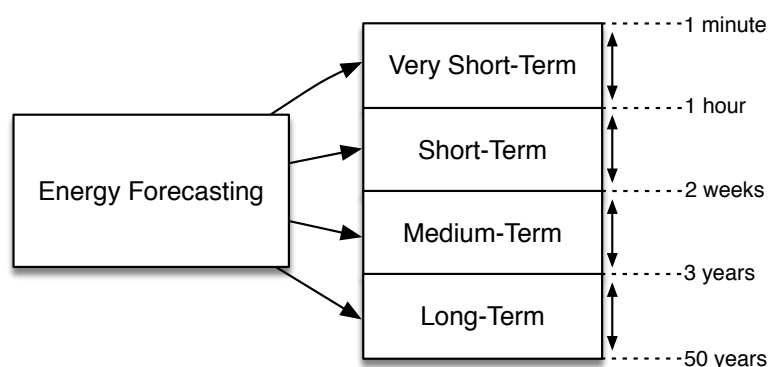 Energy Forecasting
Very Short-Term
Short-Term
Medium-Term
Long-Term
1 minute
1 hour
2 weeks
3 years
50 years